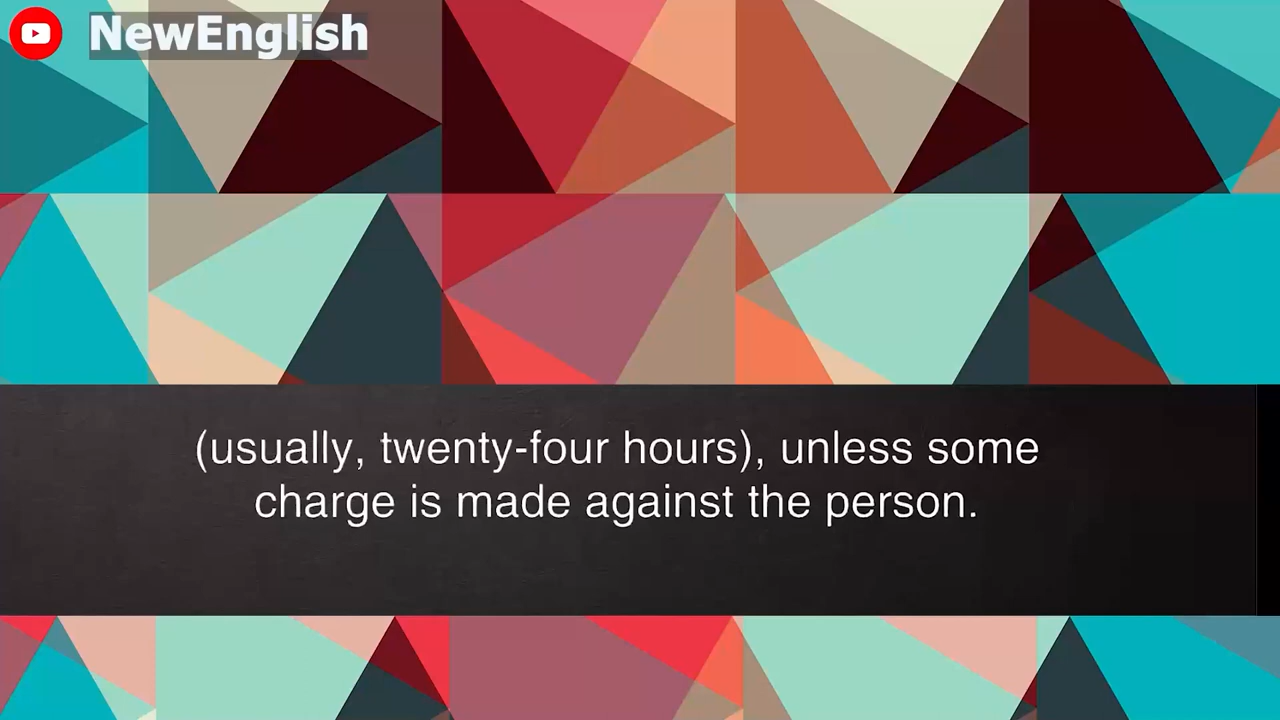 NewEnglish
(usually, twenty-four hours), unless some
charge is made against the person.